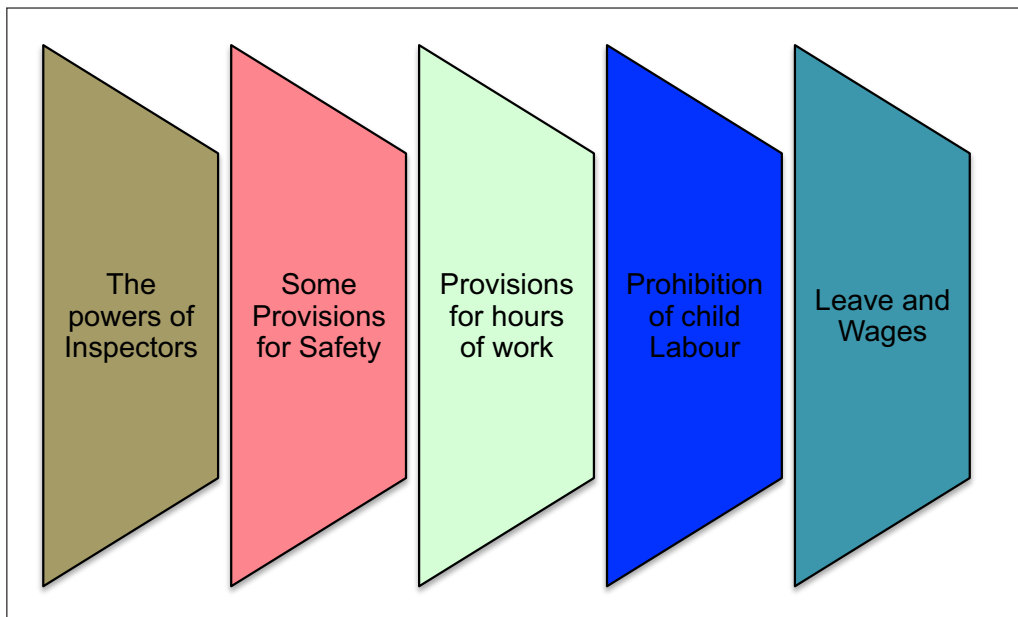 The
powers of
Inspectors
Some
Provisions
for Safety
Provisions
for hours
of work
Prohibition
of child
Labour
Leave and
Wages